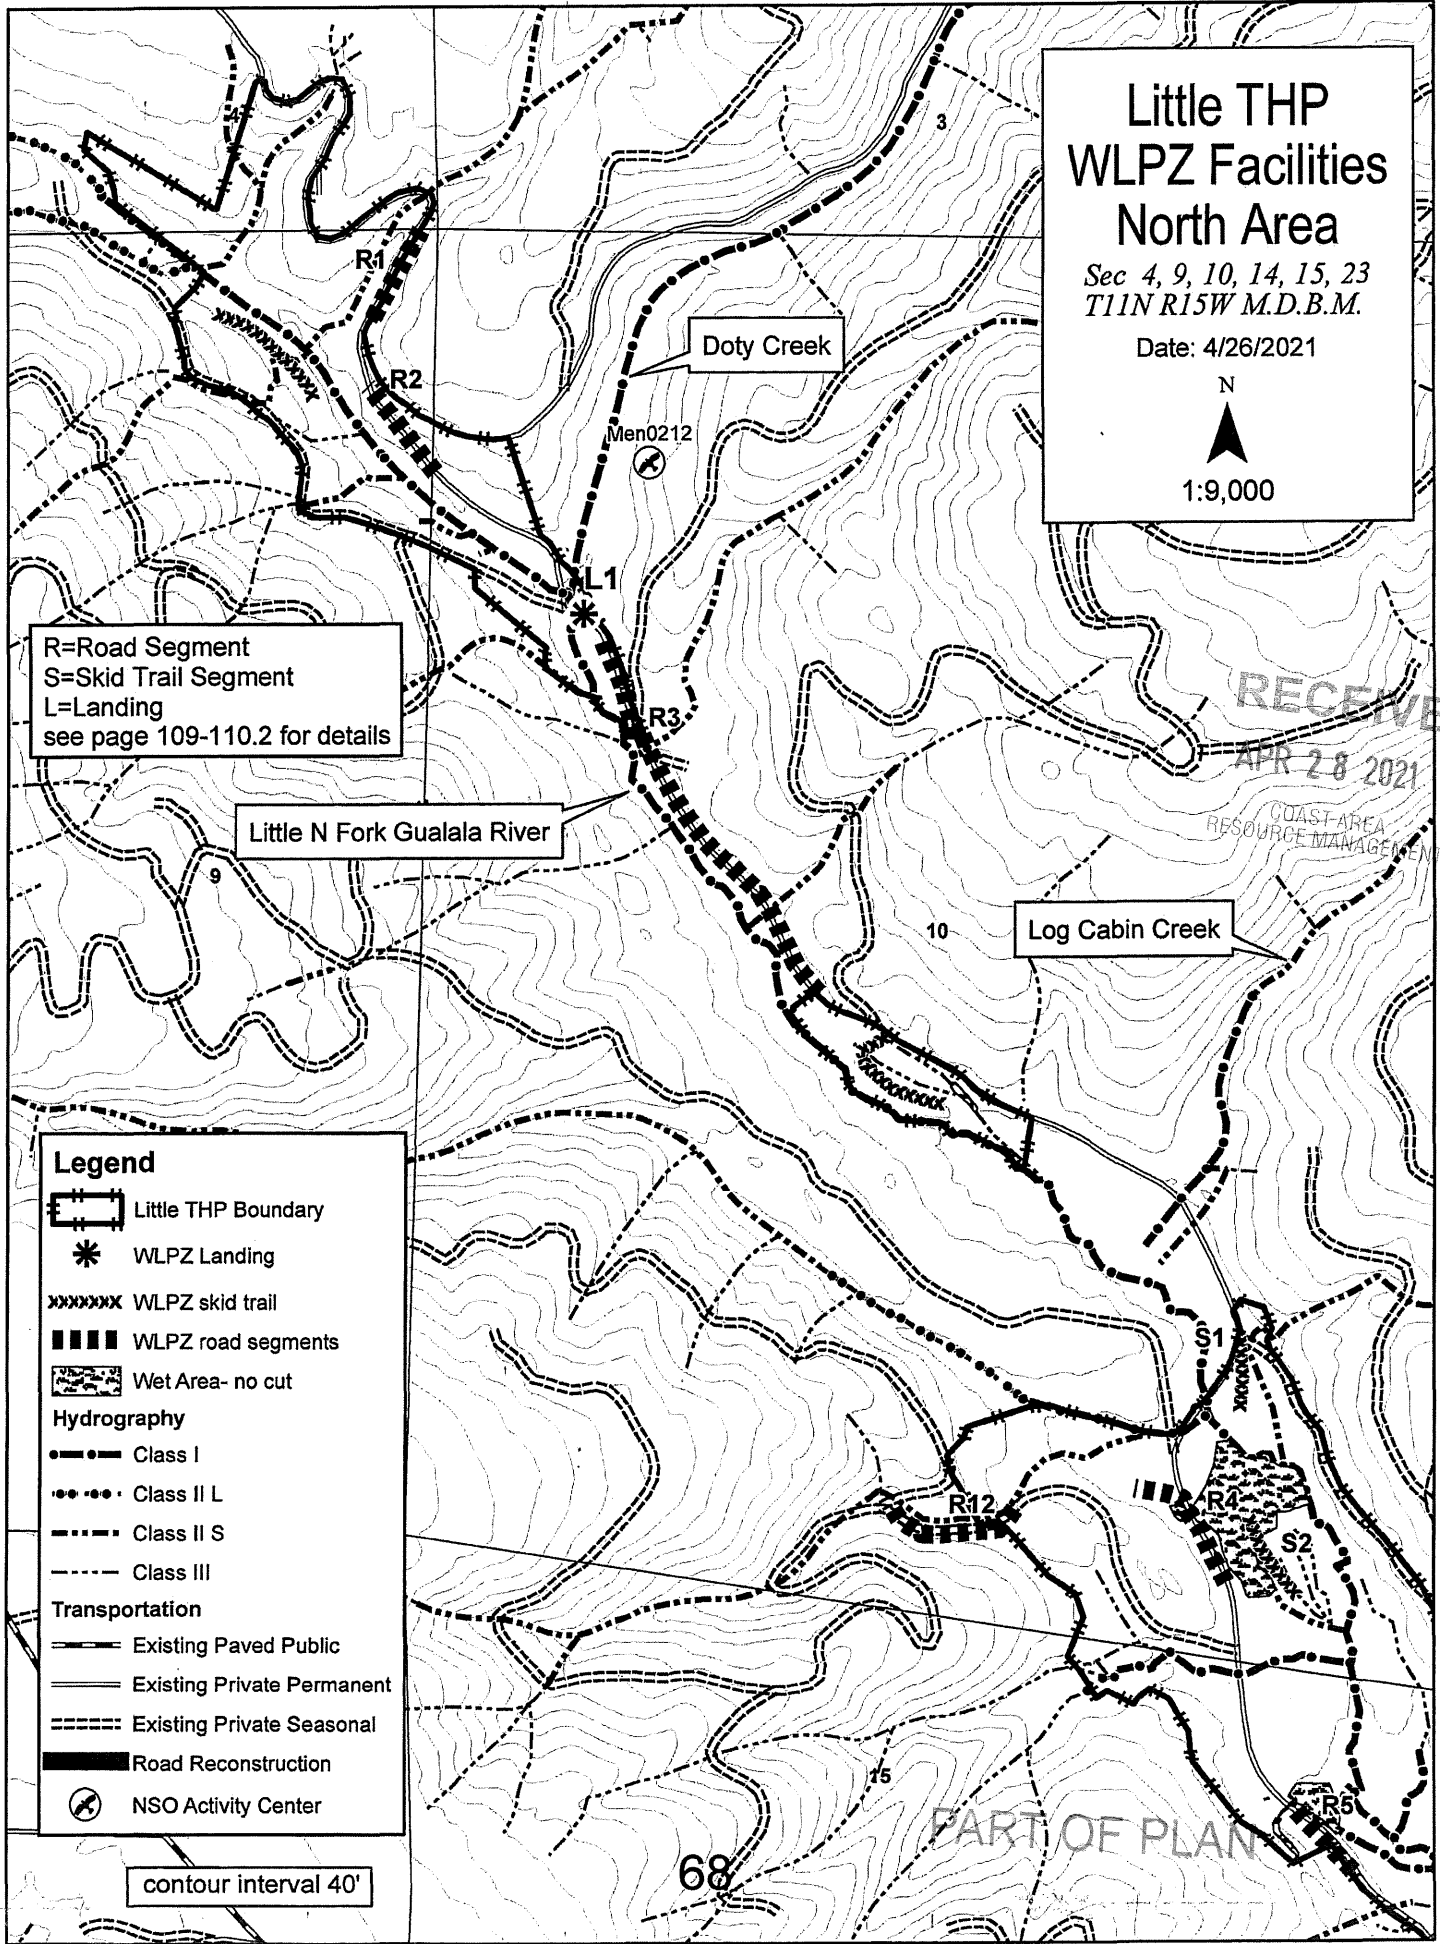 Little THP
WLPZ Facilities
North Area
Sec 4, 9, 10, 14, 15, 23
T11N R15W M.D.B.M.
Date: 4/26/2021
N
1:9,000
4
3
R1
Doty Creek
R2
Men0212
L1
R=Road Segment
S=Skid Trail Segment
L=Landing
see page 109-110.2 for details
R3
RECEIVE
APR 28 2021
COAST AREA
RESOURCE MANAGEMENT
Little N Fork Gualala River
9
10
Log Cabin Creek
Legend
Little THP Boundary
WLPZ Landing
WLPZ skid trail
WLPZ road segments
Wet Area- no cut
Hydrography
Class I
Class II L
Class II S
Class III
Transportation
Existing Paved Public
Existing Private Permanent
Existing Private Seasonal
Road Reconstruction
NSO Activity Center
contour interval 40'
S1
R12
R4
S2
15
R5
PART OF PLAN
68